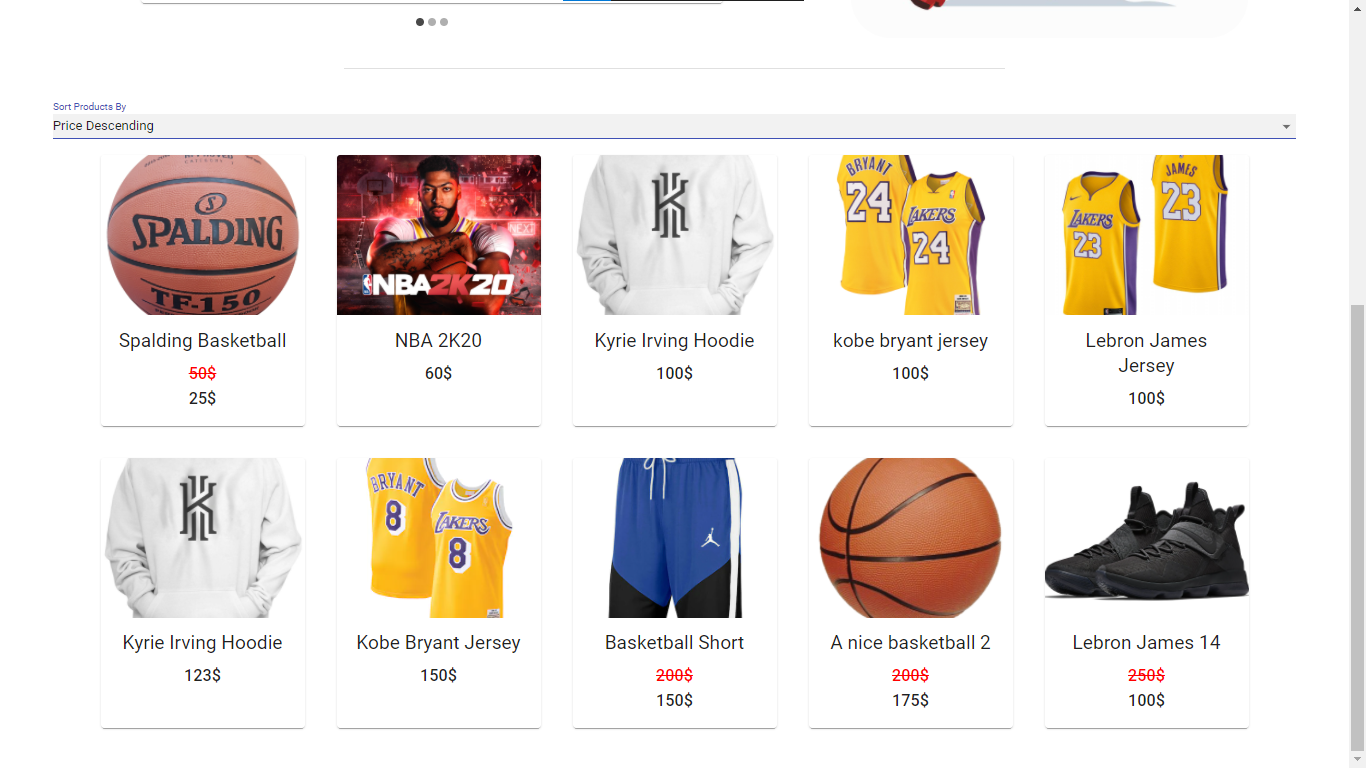 Sort Products By
Price Descending
SPALDING
TF-150
NEXT
NBA2K20
K
BRYANT
24
LAKERS
24
JAMES
23
LAKERS
23
Spalding Basketball
50$
25$
NBA 2K20
60$
Kyrie Irving Hoodie
100$
kobe bryant jersey
100$
Lebron James
Jersey
100$
K
BRYANT
8
LAKERS
8
Kyrie Irving Hoodie
123$
Kobe Bryant Jersey
150$
Basketball Short
200$
150$
A nice basketball 2
200$
175$
Lebron James 14
250$
100$